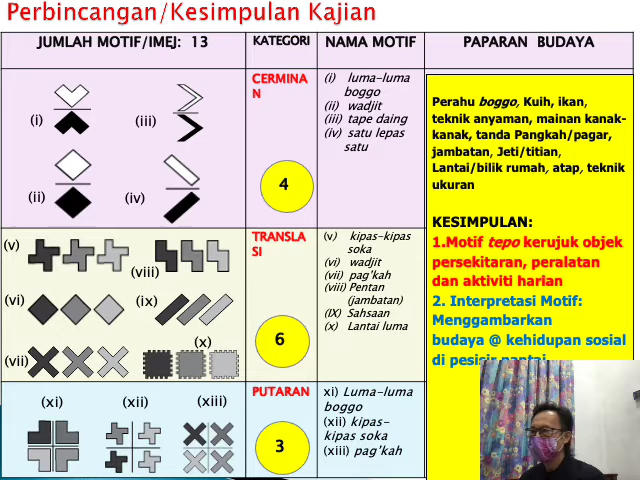 Perbincangan/Kesimpulan Kajian
JUMLAH MOTIF/IMEJ: 13
KATEGORI
NAMA MOTIF
PAPARAN BUDAYA
(i)
(iii)
(ii)
(iv)
CERMINA
N
4
(i) luma-luma
boggo
(ii) wadjit
(iii) tape daing
(iv) satu lepas
satu
(v)
(viii)
(vi)
(ix)
(x)
(vii)
TRANSLA
SI
6
(v) kipas-kipas
soka
(vi) wadjit
(vii) pag'kah
(viii) Pentan
(jambatan)
(IX) Sahsaan
(x) Lantai luma
(xi)
(xii)
(xiii)
PUTARAN
3
xi) Luma-luma
boggo
(xii) kipas-
kipas soka
(xiii) pag'kah
Perahu boggo, Kuih, ikan,
teknik anyaman, mainan kanak-
kanak, tanda Pangkah/pagar,
jambatan, Jeti/titian,
Lantai/bilik rumah, atap, teknik
ukuran
KESIMPULAN:
1.Motif tepo kerujuk objek
persekitaran, peralatan
dan aktiviti harian
2. Interpretasi Motif:
Menggambarkan
budaya @ kehidupan sosial
di pesisir pantai